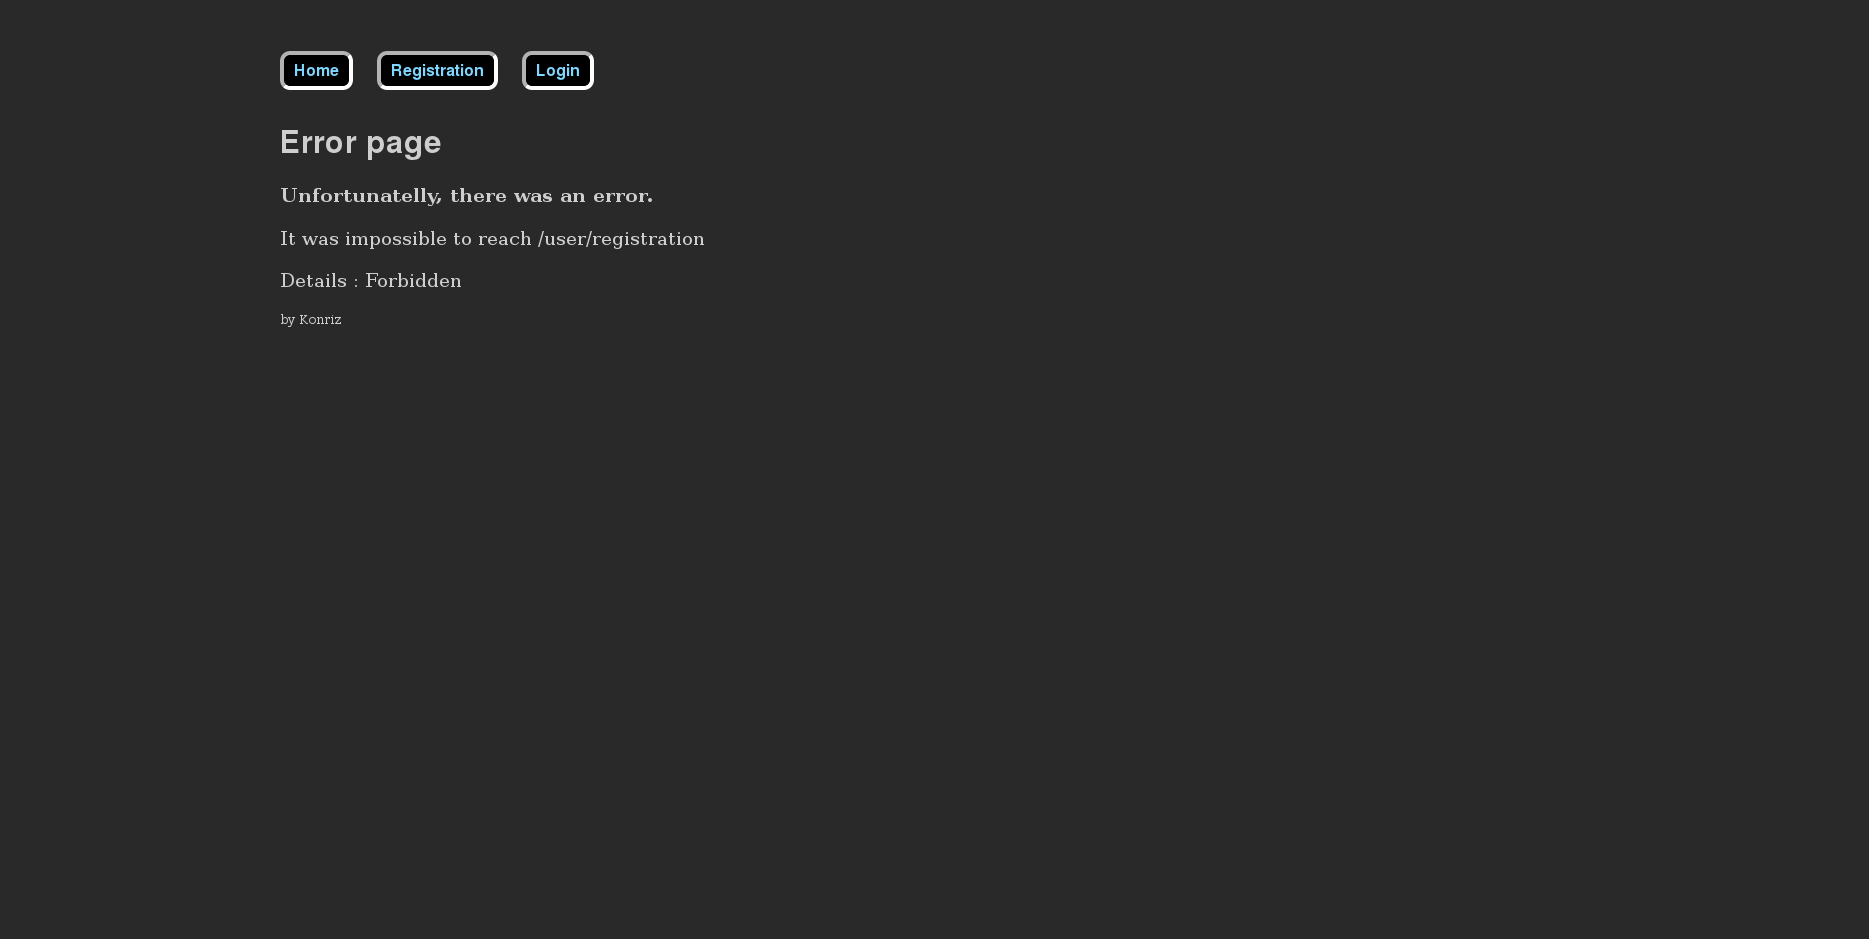 Home Registration Login
Error page
Unfortunatelly, there was an error.
It was impossible to reach /user/registration
Details : Forbidden
by Konriz